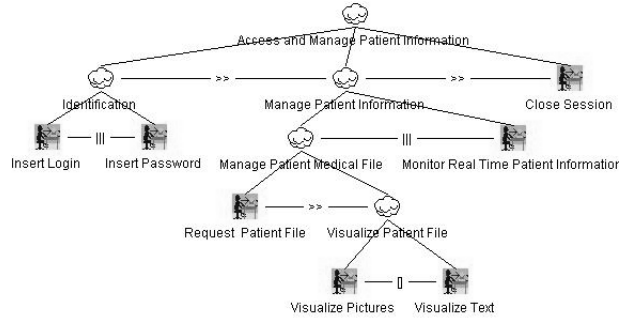 Access and Manage Patient Information
>> >>
Identification Manage Patient Information Close Session
||| |||
Insert Login Insert Password Manage Patient Medical File Monitor Real Time Patient Information
>>
Request Patient File Visualize Patient File
[]
Visualize Pictures Visualize Text